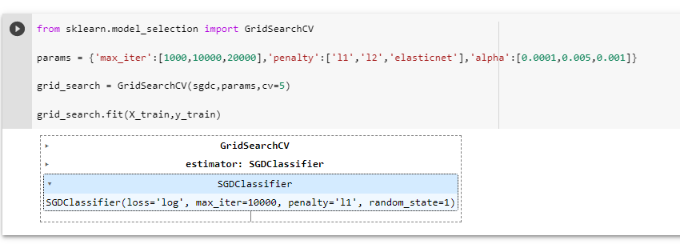 from sklearn.model_selection import GridSearchCV
params = {'max_iter':[1000,10000,20000],'penalty':['l1','l2','elasticnet'],'alpha':[0.0001,0.005,0.001]}
grid_search = GridSearchCV(sgdc,params,cv=5)
grid_search.fit(X_train,y_train)
GridSearchCV
estimator: SGDClassifier
SGDClassifier
SGDClassifier(loss='log', max_iter=10000, penalty='l1', random_state=1)